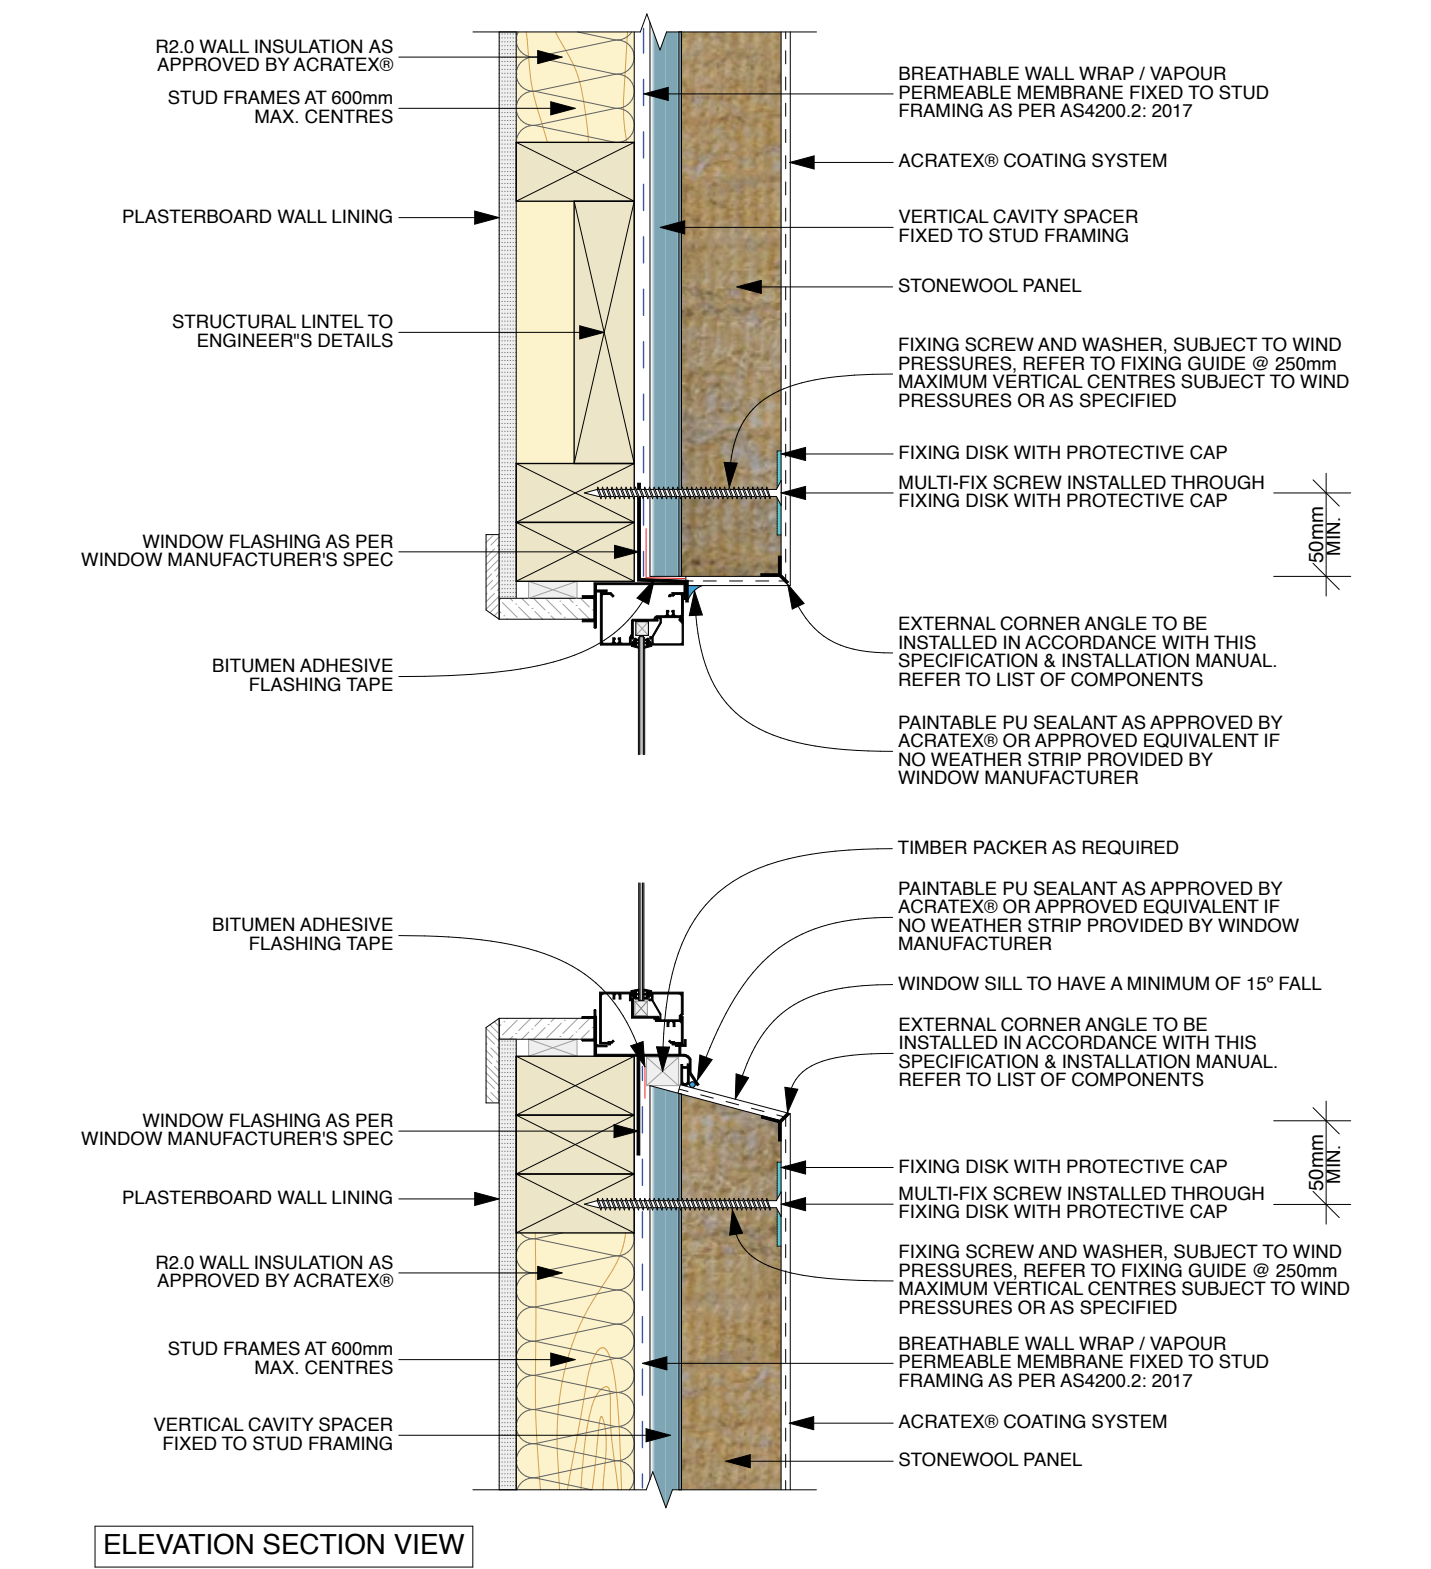 R2.0 WALL INSULATION AS
APPROVED BY ACRATEX®
STUD FRAMES AT 600mm
MAX. CENTRES
PLASTERBOARD WALL LINING
STRUCTURAL LINTEL TO
ENGINEER"S DETAILS
WINDOW FLASHING AS PER
WINDOW MANUFACTURER'S SPEC
BITUMEN ADHESIVE
FLASHING TAPE
BREATHABLE WALL WRAP / VAPOUR
PERMEABLE MEMBRANE FIXED TO STUD
FRAMING AS PER AS4200.2: 2017
ACRATEX® COATING SYSTEM
VERTICAL CAVITY SPACER
FIXED TO STUD FRAMING
STONEWOOL PANEL
FIXING SCREW AND WASHER, SUBJECT TO WIND
PRESSURES, REFER TO FIXING GUIDE @ 250mm
MAXIMUM VERTICAL CENTRES SUBJECT TO WIND
PRESSURES OR AS SPECIFIED
FIXING DISK WITH PROTECTIVE CAP
MULTI-FIX SCREW INSTALLED THROUGH
FIXING DISK WITH PROTECTIVE CAP
50mm
MIN.
EXTERNAL CORNER ANGLE TO BE
INSTALLED IN ACCORDANCE WITH THIS
SPECIFICATION & INSTALLATION MANUAL.
REFER TO LIST OF COMPONENTS
PAINTABLE PU SEALANT AS APPROVED BY
ACRATEX® OR APPROVED EQUIVALENT IF
NO WEATHER STRIP PROVIDED BY
WINDOW MANUFACTURER
BITUMEN ADHESIVE
FLASHING TAPE
WINDOW FLASHING AS PER
WINDOW MANUFACTURER'S SPEC
PLASTERBOARD WALL LINING
R2.0 WALL INSULATION AS
APPROVED BY ACRATEX®
STUD FRAMES AT 600mm
MAX. CENTRES
VERTICAL CAVITY SPACER
FIXED TO STUD FRAMING
TIMBER PACKER AS REQUIRED
PAINTABLE PU SEALANT AS APPROVED BY
ACRATEX® OR APPROVED EQUIVALENT IF
NO WEATHER STRIP PROVIDED BY WINDOW
MANUFACTURER
WINDOW SILL TO HAVE A MINIMUM OF 15º FALL
EXTERNAL CORNER ANGLE TO BE
INSTALLED IN ACCORDANCE WITH THIS
SPECIFICATION & INSTALLATION MANUAL.
REFER TO LIST OF COMPONENTS
FIXING DISK WITH PROTECTIVE CAP
MULTI-FIX SCREW INSTALLED THROUGH
FIXING DISK WITH PROTECTIVE CAP
50mm
MIN.
FIXING SCREW AND WASHER, SUBJECT TO WIND
PRESSURES, REFER TO FIXING GUIDE @ 250mm
MAXIMUM VERTICAL CENTRES SUBJECT TO WIND
PRESSURES OR AS SPECIFIED
BREATHABLE WALL WRAP / VAPOUR
PERMEABLE MEMBRANE FIXED TO STUD
FRAMING AS PER AS4200.2: 2017
ACRATEX® COATING SYSTEM
STONEWOOL PANEL
ELEVATION SECTION VIEW